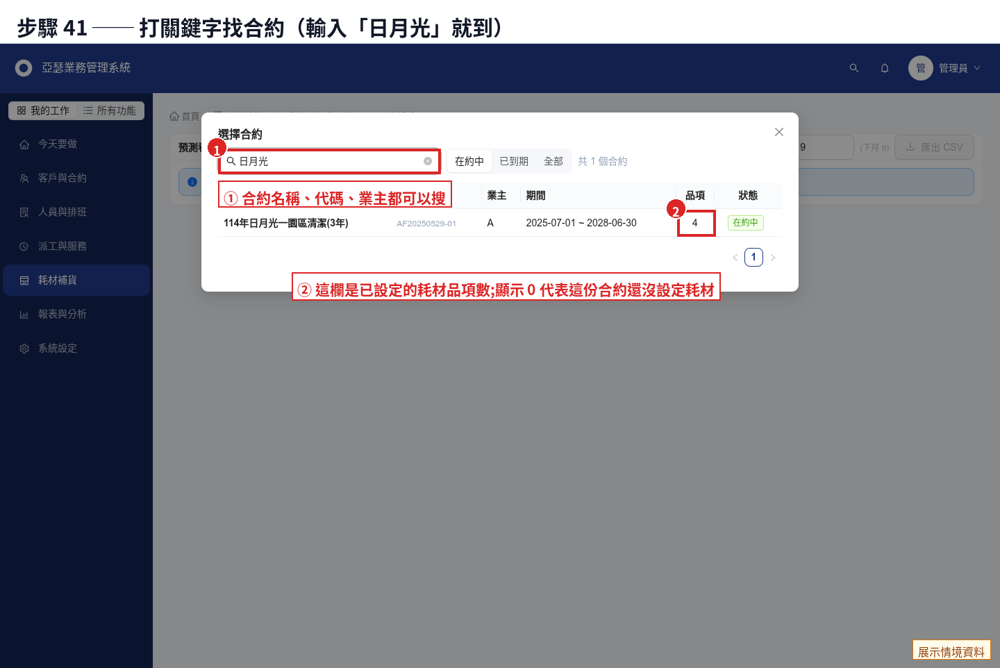 步驟 41 —— 打關鍵字找合約（輸入「日月光」就到）
亞瑟業務管理系統
管 管理員
我的工作 所有功能
今天要做
客戶與合約
人員與排班
派工與服務
耗材補貨
報表與分析
系統設定
首頁
預測
9 (下月 9) 匯出 CSV
選擇合約
1
日月光
在約中 已到期 全部 共 1 個合約
① 合約名稱、代碼、業主都可以搜
業主 期間 品項 狀態
2
114年日月光一園區清潔(3年) AF20250529-01 A 2025-07-01 ~ 2028-06-30 4 在約中
1
② 這欄是已設定的耗材品項數;顯示 0 代表這份合約還沒設定耗材
展示情境資料